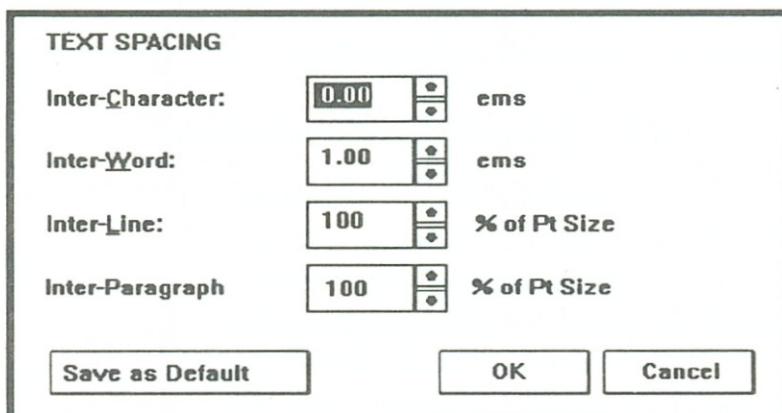 TEXT SPACING
Inter-Character: 0.00 ems
Inter-Word: 1.00 ems
Inter-Line: 100 % of Pt Size
Inter-Paragraph 100 % of Pt Size
Save as Default OK Cancel